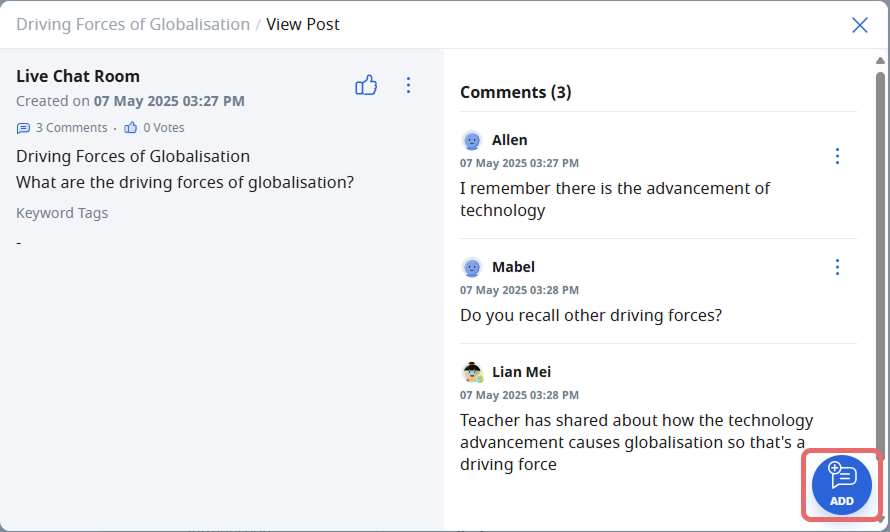 Driving Forces of Globalisation / View Post
Live Chat Room
Created on 07 May 2025 03:27 PM
3 Comments · 0 Votes
Driving Forces of Globalisation
What are the driving forces of globalisation?
Keyword Tags
-
Comments (3)
Allen
07 May 2025 03:27 PM
I remember there is the advancement of
technology
Mabel
07 May 2025 03:28 PM
Do you recall other driving forces?
Lian Mei
07 May 2025 03:28 PM
Teacher has shared about how the technology
advancement causes globalisation so that's a
driving force
ADD